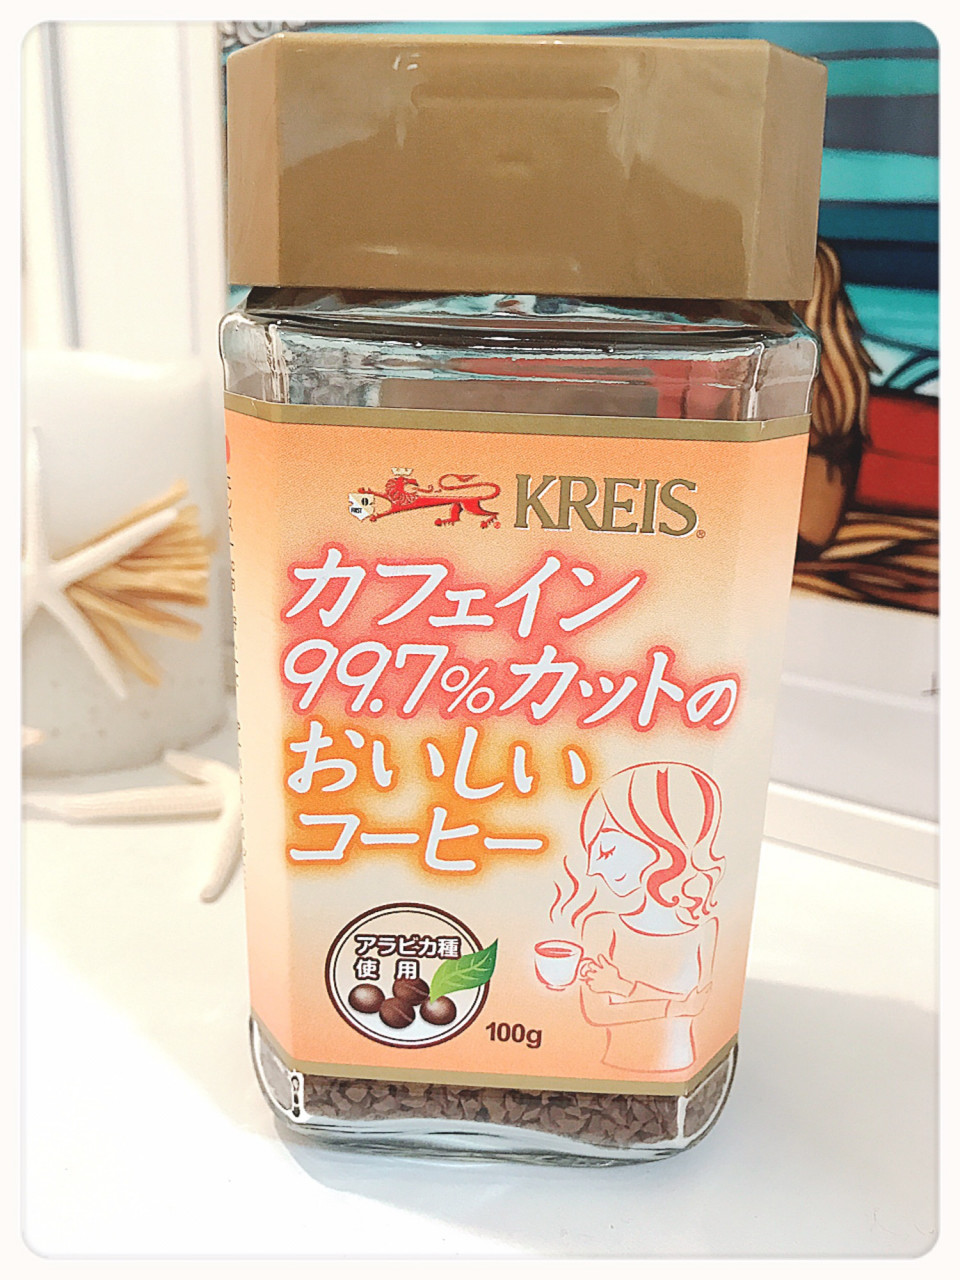 KREIS
カフェイン
99.7%カットの
おいしい
コーヒー
アラビカ種
使用
100g